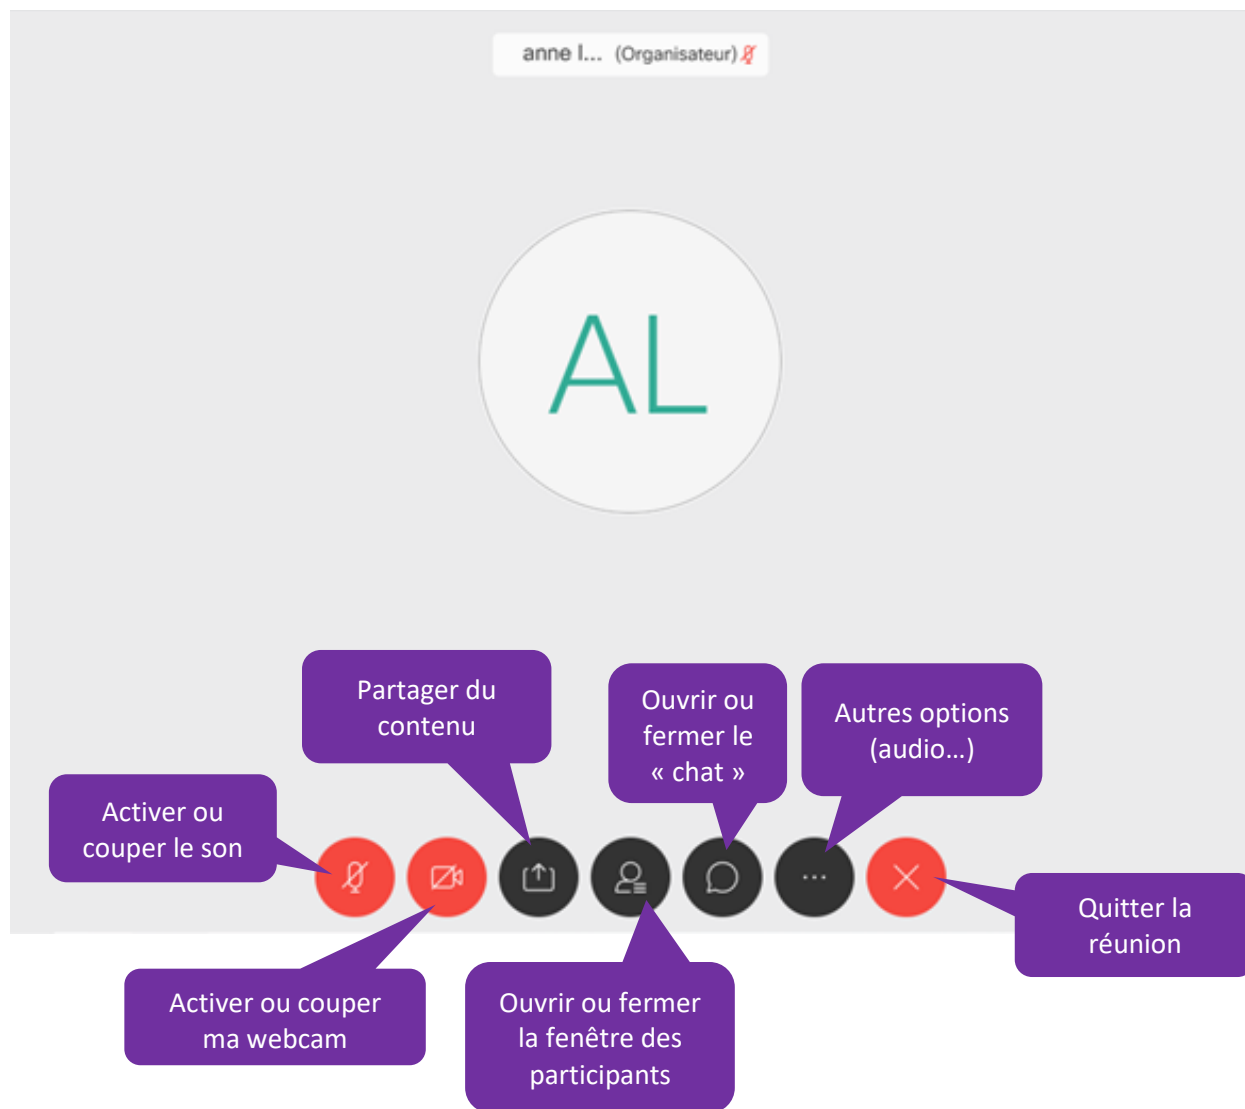 anne l... (Organisateur)
AL
Partager du
contenu
Ouvrir ou
fermer le
« chat »
Autres options
(audio...)
Activer ou
couper le son
Quitter la
réunion
Activer ou couper
ma webcam
Ouvrir ou fermer
la fenêtre des
participants